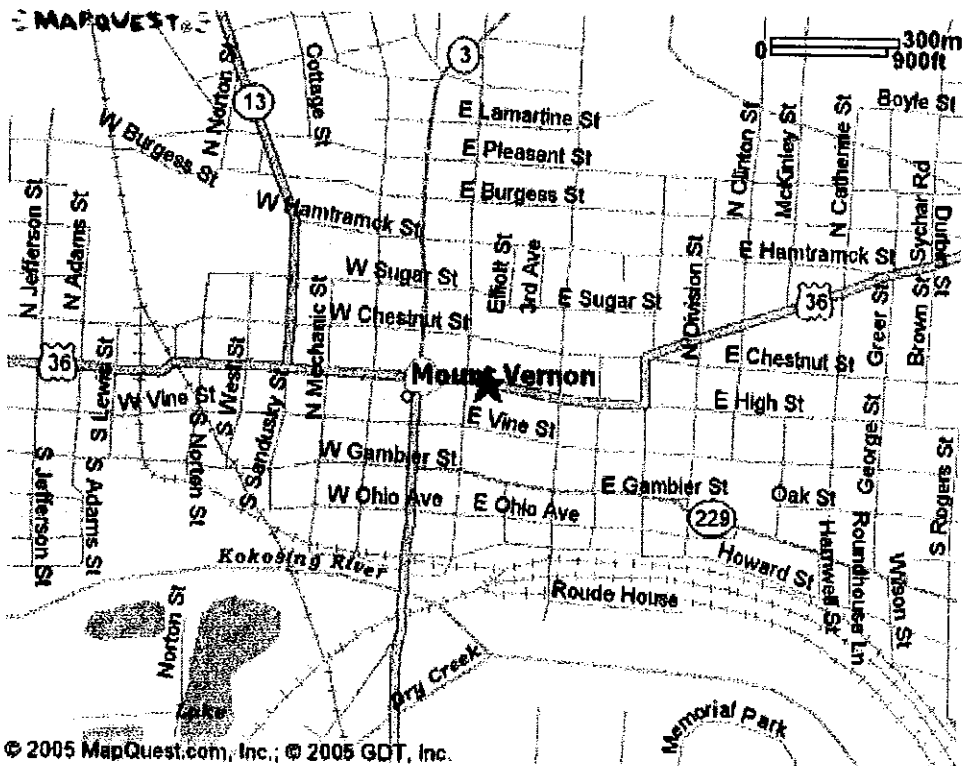 MAPQUEST
0 300m
900ft
3
13
N Norton St
Cottage St
E Lamartine St
Boyle St
W Burgess St
E Pleasant St
N Clinton St
McKinley St
N Catherine St
E Burgess St
Sychar Rd
Durbin St
N Jefferson St
N Adams St
W Hamtramck St
E Hamtramck St
W Sugar St
Elliott St
3rd Ave
E Sugar St
N Division St
36
Greer St
Brown St
N Mechanic St
W Chestnut St
36
E Chestnut St
Mount Vernon
S Lewis St
W Vine St
S West St
S Sandusky St
E Vine St
E High St
S Norton St
W Gambier St
E Gambier St
George St
S Jefferson St
S Adams St
W Ohio Ave
E Ohio Ave
Oak St
S Rogers St
229
Kokosing River
Howard St
Hamwell St
Roundhouse Ln
Wilson St
Norton St
Roude House
Lake
Dry Creek
Memorial Park
© 2005 MapQuest.com, Inc.; © 2005 GDT, Inc.